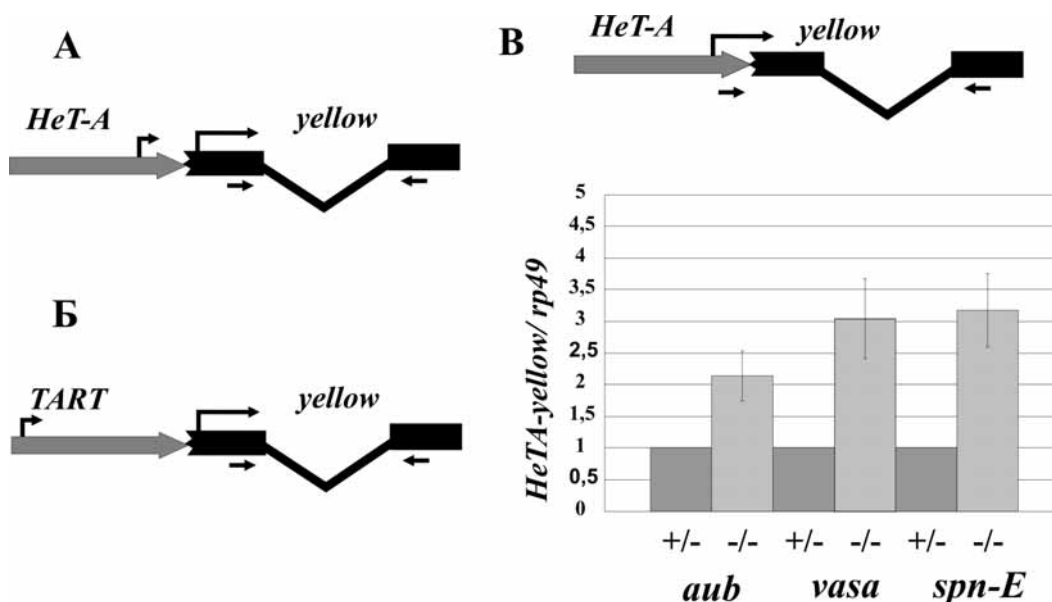 А
HeT-A
yellow
Б
TART
yellow
В
HeT-A
yellow
HeTA-yellow/ rp49
5
4,5
4
3,5
3
2,5
2
1,5
1
0,5
0
+/- -/- +/- -/- +/- -/-
aub vasa spn-E